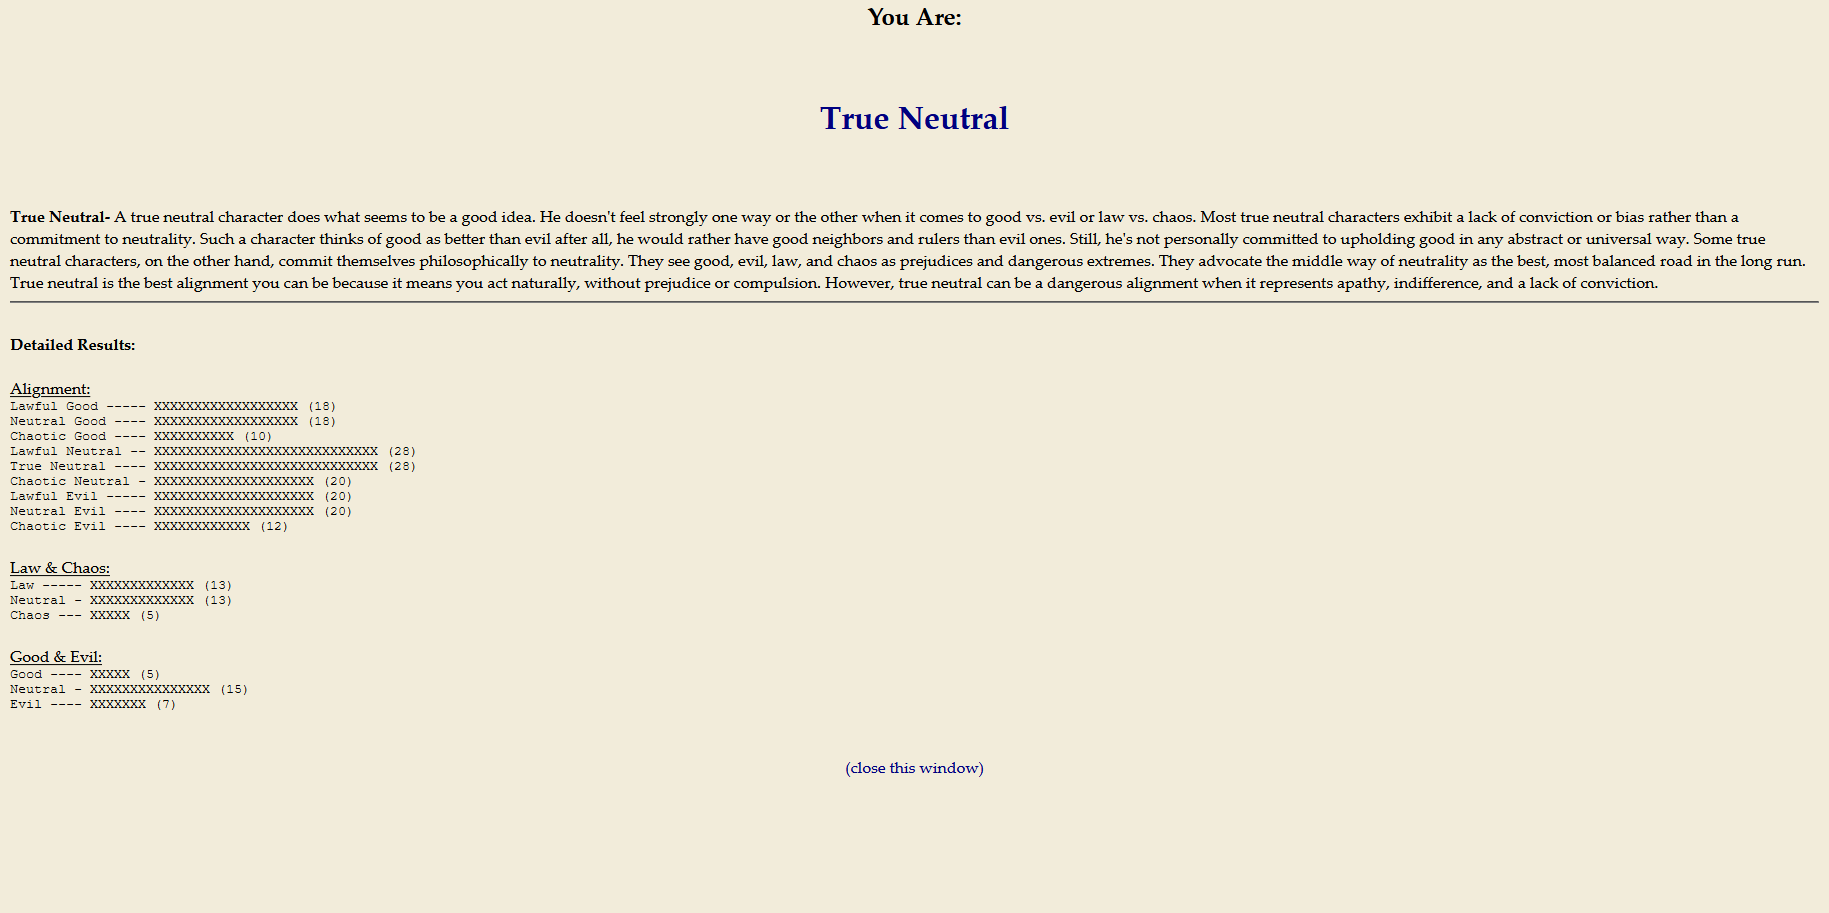 You Are:
True Neutral
True Neutral- A true neutral character does what seems to be a good idea. He doesn't feel strongly one way or the other when it comes to good vs. evil or law vs. chaos. Most true neutral characters exhibit a lack of conviction or bias rather than a
commitment to neutrality. Such a character thinks of good as better than evil after all, he would rather have good neighbors and rulers than evil ones. Still, he's not personally committed to upholding good in any abstract or universal way. Some true
neutral characters, on the other hand, commit themselves philosophically to neutrality. They see good, evil, law, and chaos as prejudices and dangerous extremes. They advocate the middle way of neutrality as the best, most balanced road in the long run.
True neutral is the best alignment you can be because it means you act naturally, without prejudice or compulsion. However, true neutral can be a dangerous alignment when it represents apathy, indifference, and a lack of conviction.
Detailed Results:
Alignment:
Lawful Good ----- XXXXXXXXXXXXXXXXXX (18)
Neutral Good ---- XXXXXXXXXXXXXXXXXX (18)
Chaotic Good ---- XXXXXXXXXX (10)
Lawful Neutral -- XXXXXXXXXXXXXXXXXXXXXXXXXXXX (28)
True Neutral ---- XXXXXXXXXXXXXXXXXXXXXXXXXXXX (28)
Chaotic Neutral - XXXXXXXXXXXXXXXXXXXX (20)
Lawful Evil ----- XXXXXXXXXXXXXXXXXXXX (20)
Neutral Evil ---- XXXXXXXXXXXXXXXXXXXX (20)
Chaotic Evil ---- XXXXXXXXXXXX (12)
Law & Chaos:
Law ----- XXXXXXXXXXXXX (13)
Neutral - XXXXXXXXXXXXX (13)
Chaos --- XXXXX (5)
Good & Evil:
Good ---- XXXXX (5)
Neutral - XXXXXXXXXXXXXXX (15)
Evil ---- XXXXXXX (7)
(close this window)